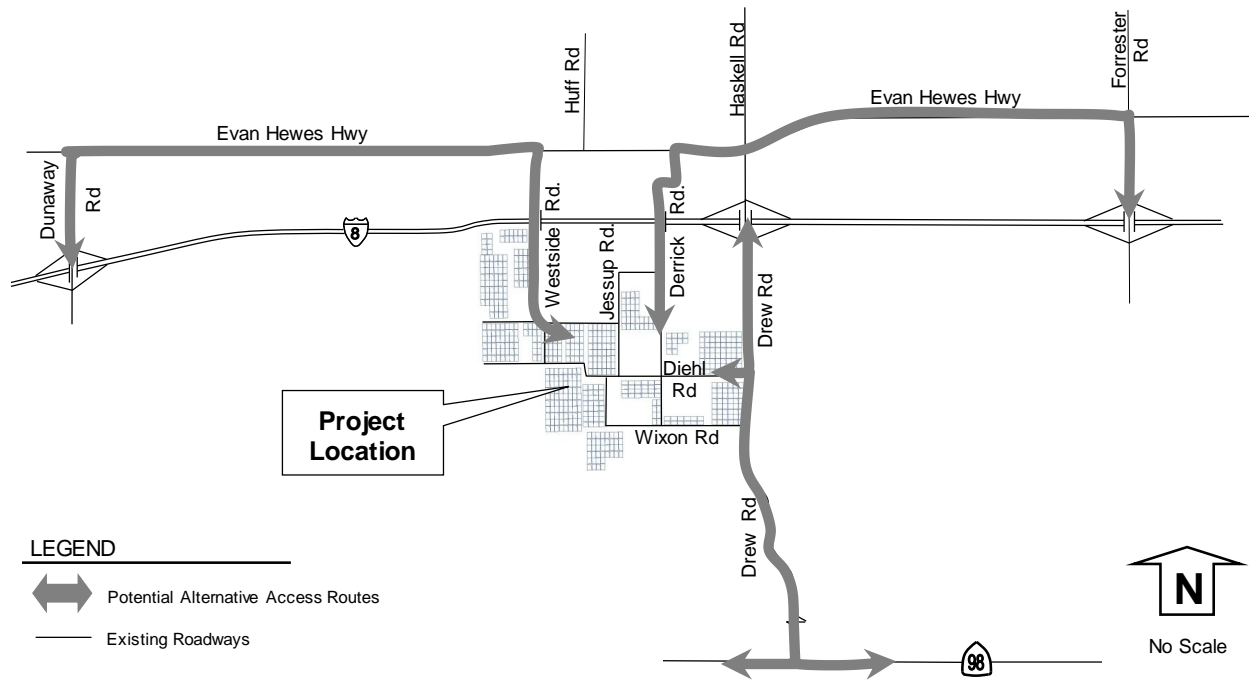 Forrester
Rd
Haskell Rd
Huff Rd
Evan Hewes Hwy
Evan Hewes Hwy
Dunaway
Rd
8
Westside
Rd.
Jessup Rd.
Derrick
Rd.
Drew Rd
Diehl
Rd
Project
Location
Wixon Rd
Drew Rd
LEGEND
Potential Alternative Access Routes
Existing Roadways
N
No Scale
98